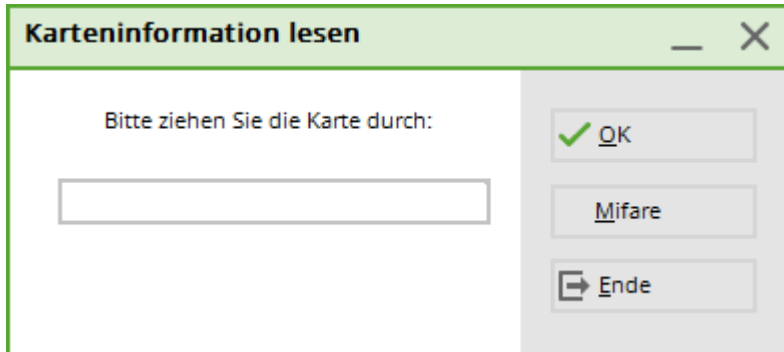 Karteninformation lesen
Bitte ziehen Sie die Karte durch:
OK
Mifare
Ende